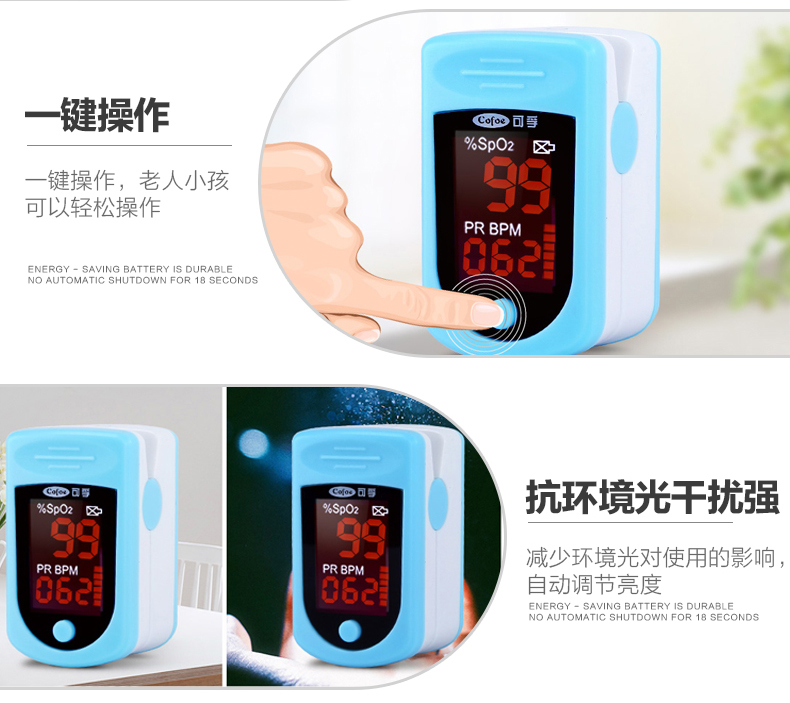 一键操作
一键操作，老人小孩
可以轻松操作
ENERGY - SAVING BATTERY IS DURABLE
NO AUTOMATIC SHUTDOWN FOR 18 SECONDS
Cofoe 可孚
%SpO2
99
PR BPM
062
Cofoe 可孚
%SpO2
99
PR BPM
062
Cofoe 可孚
%SpO2
99
PR BPM
062
抗环境光干扰强
减少环境光对使用的影响，
自动调节亮度
ENERGY - SAVING BATTERY IS DURABLE
NO AUTOMATIC SHUTDOWN FOR 18 SECONDS